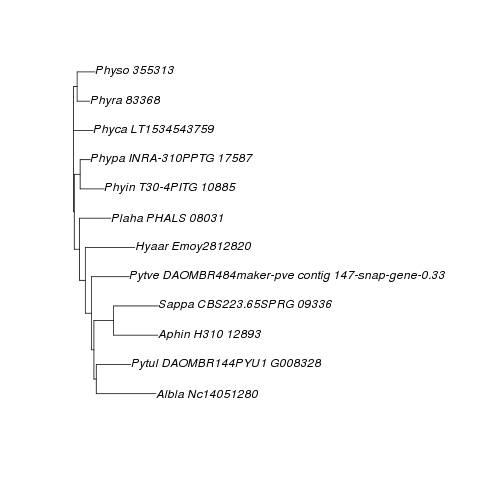 Physo 355313
Phyra 83368
Phyca LT1534543759
Phypa INRA-310PPTG 17587
Phyin T30-4PITG 10885
Plaha PHALS 08031
Hyaar Emoy2812820
Pytve DAOMBR484maker-pve contig 147-snap-gene-0.33
Sappa CBS223.65SPRG 09336
Aphin H310 12893
Pytul DAOMBR144PYU1 G008328
Albla Nc14051280